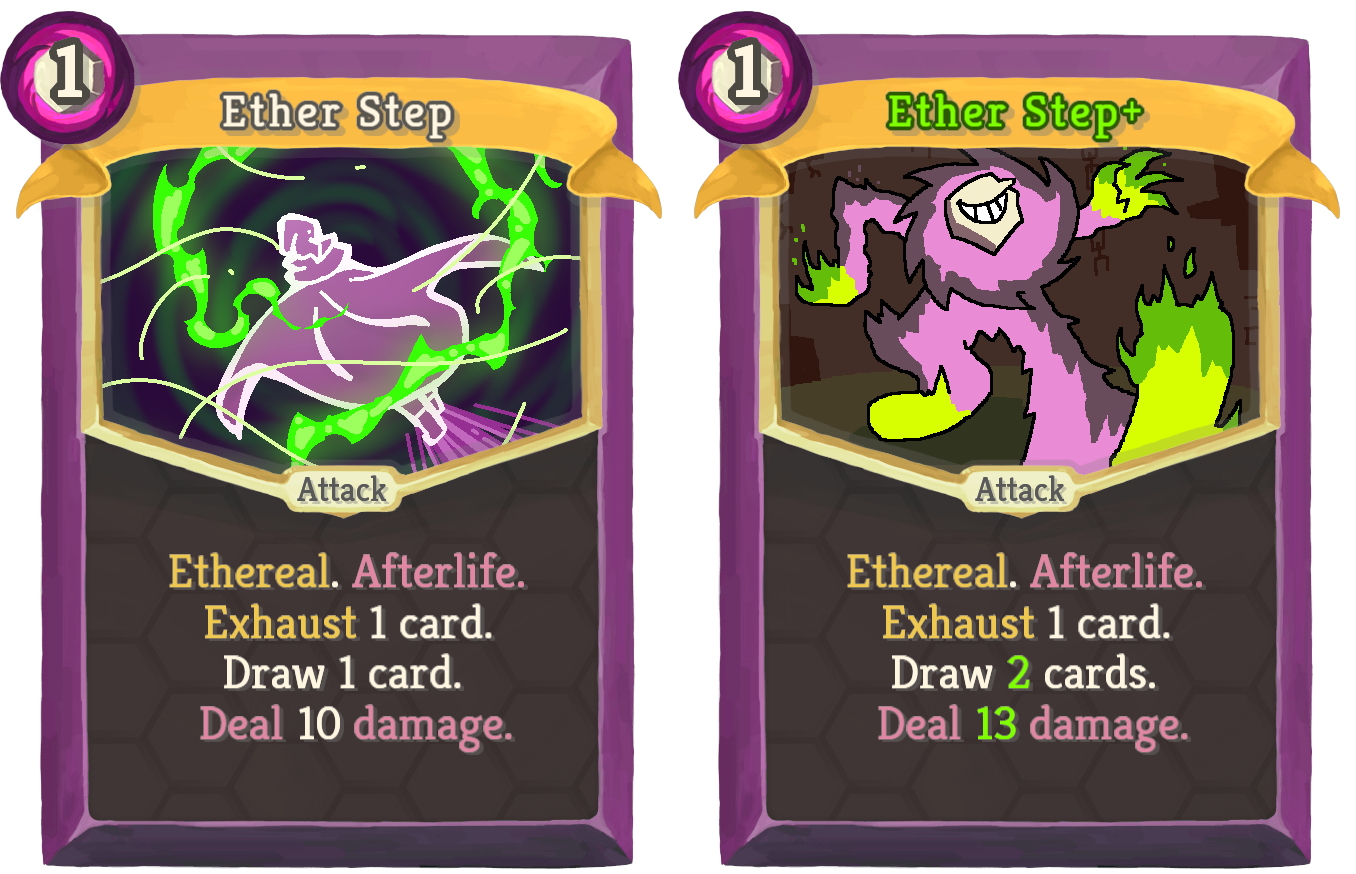 1
Ether Step
Attack
Ethereal. Afterlife.
Exhaust 1 card.
Draw 1 card.
Deal 10 damage.
1
Ether Step+
Attack
Ethereal. Afterlife.
Exhaust 1 card.
Draw 2 cards.
Deal 13 damage.